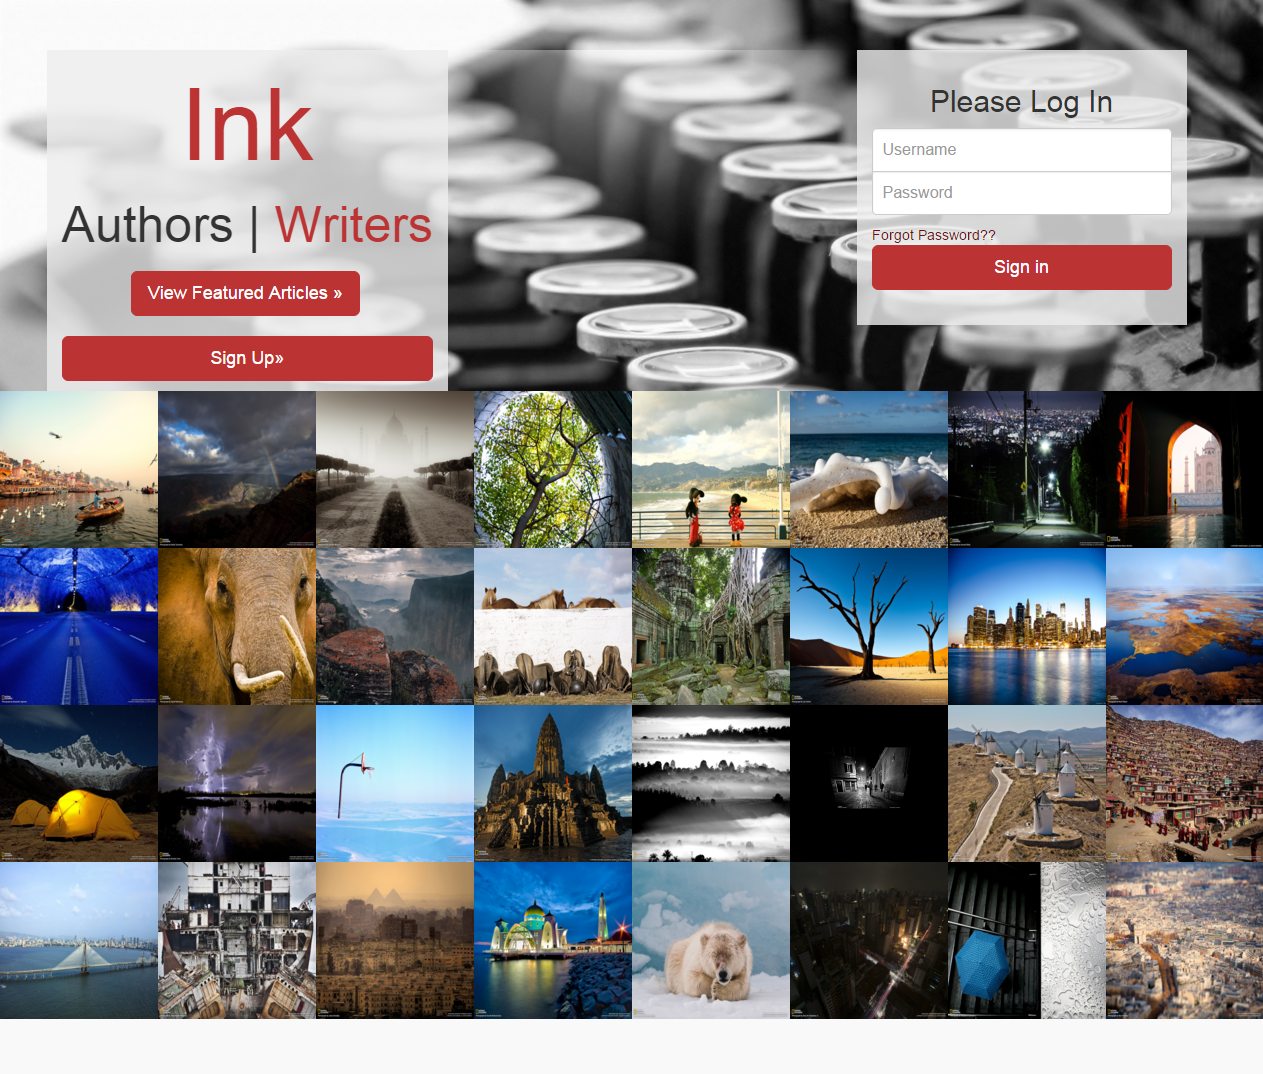 Ink
Authors | Writers
View Featured Articles »
Sign Up»
Please Log In
Username
Password
Forgot Password??
Sign in